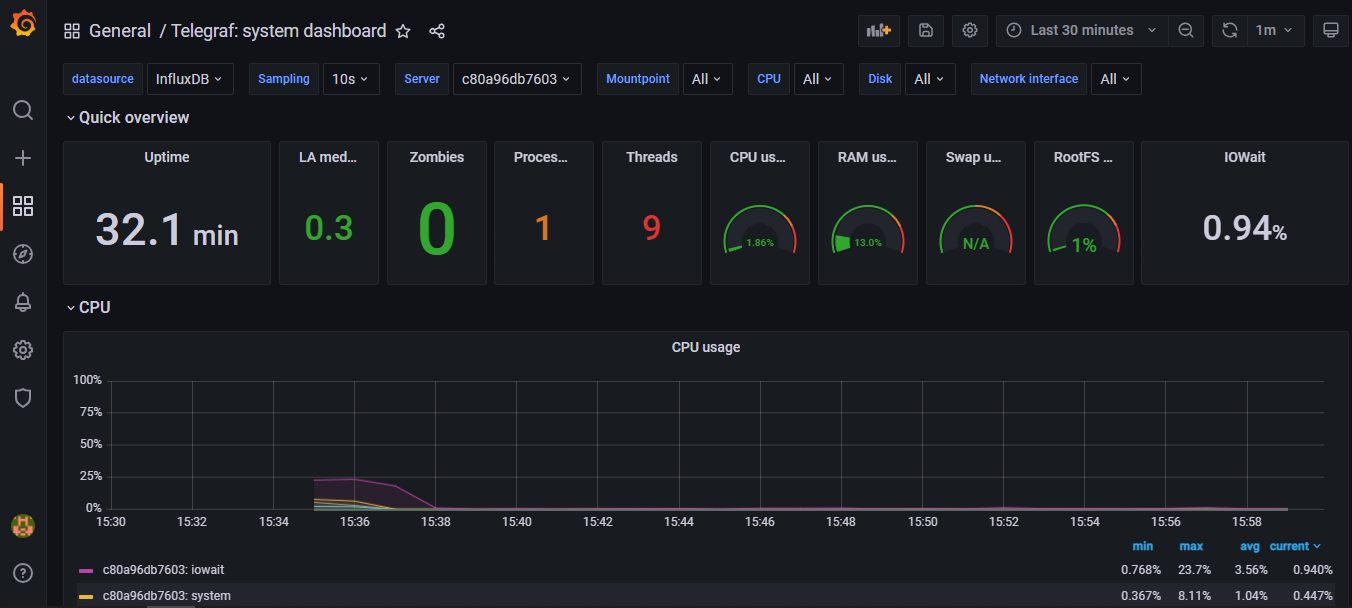 General / Telegraf: system dashboard
Last 30 minutes
1m
datasource InfluxDB Sampling 10s Server c80a96db7603 Mountpoint All CPU All Disk All Network interface All
Quick overview
Uptime LA med... Zombies Proces... Threads CPU us... RAM us... Swap u... RootFS ... IOWait
32.1 min 0.3 0 1 9 1.86% 13.0% N/A 1% 0.94%
CPU
CPU usage
100%
75%
50%
25%
0%
15:30 15:32 15:34 15:36 15:38 15:40 15:42 15:44 15:46 15:48 15:50 15:52 15:54 15:56 15:58
min max avg current
c80a96db7603: iowait 0.768% 23.7% 3.56% 0.940%
c80a96db7603: system 0.367% 8.11% 1.04% 0.447%